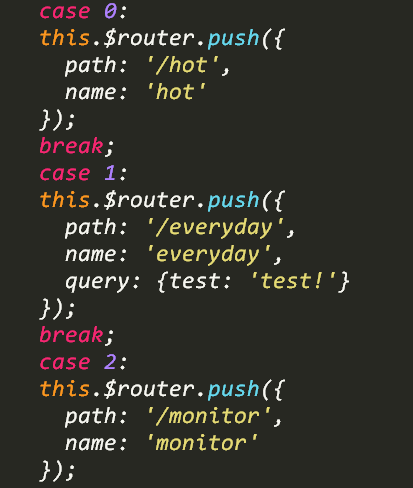 case 0:
this.$router.push({
  path: '/hot',
  name: 'hot'
});
break;
case 1:
this.$router.push({
  path: '/everyday',
  name: 'everyday',
  query: {test: 'test!'}
});
break;
case 2:
this.$router.push({
  path: '/monitor',
  name: 'monitor'
});